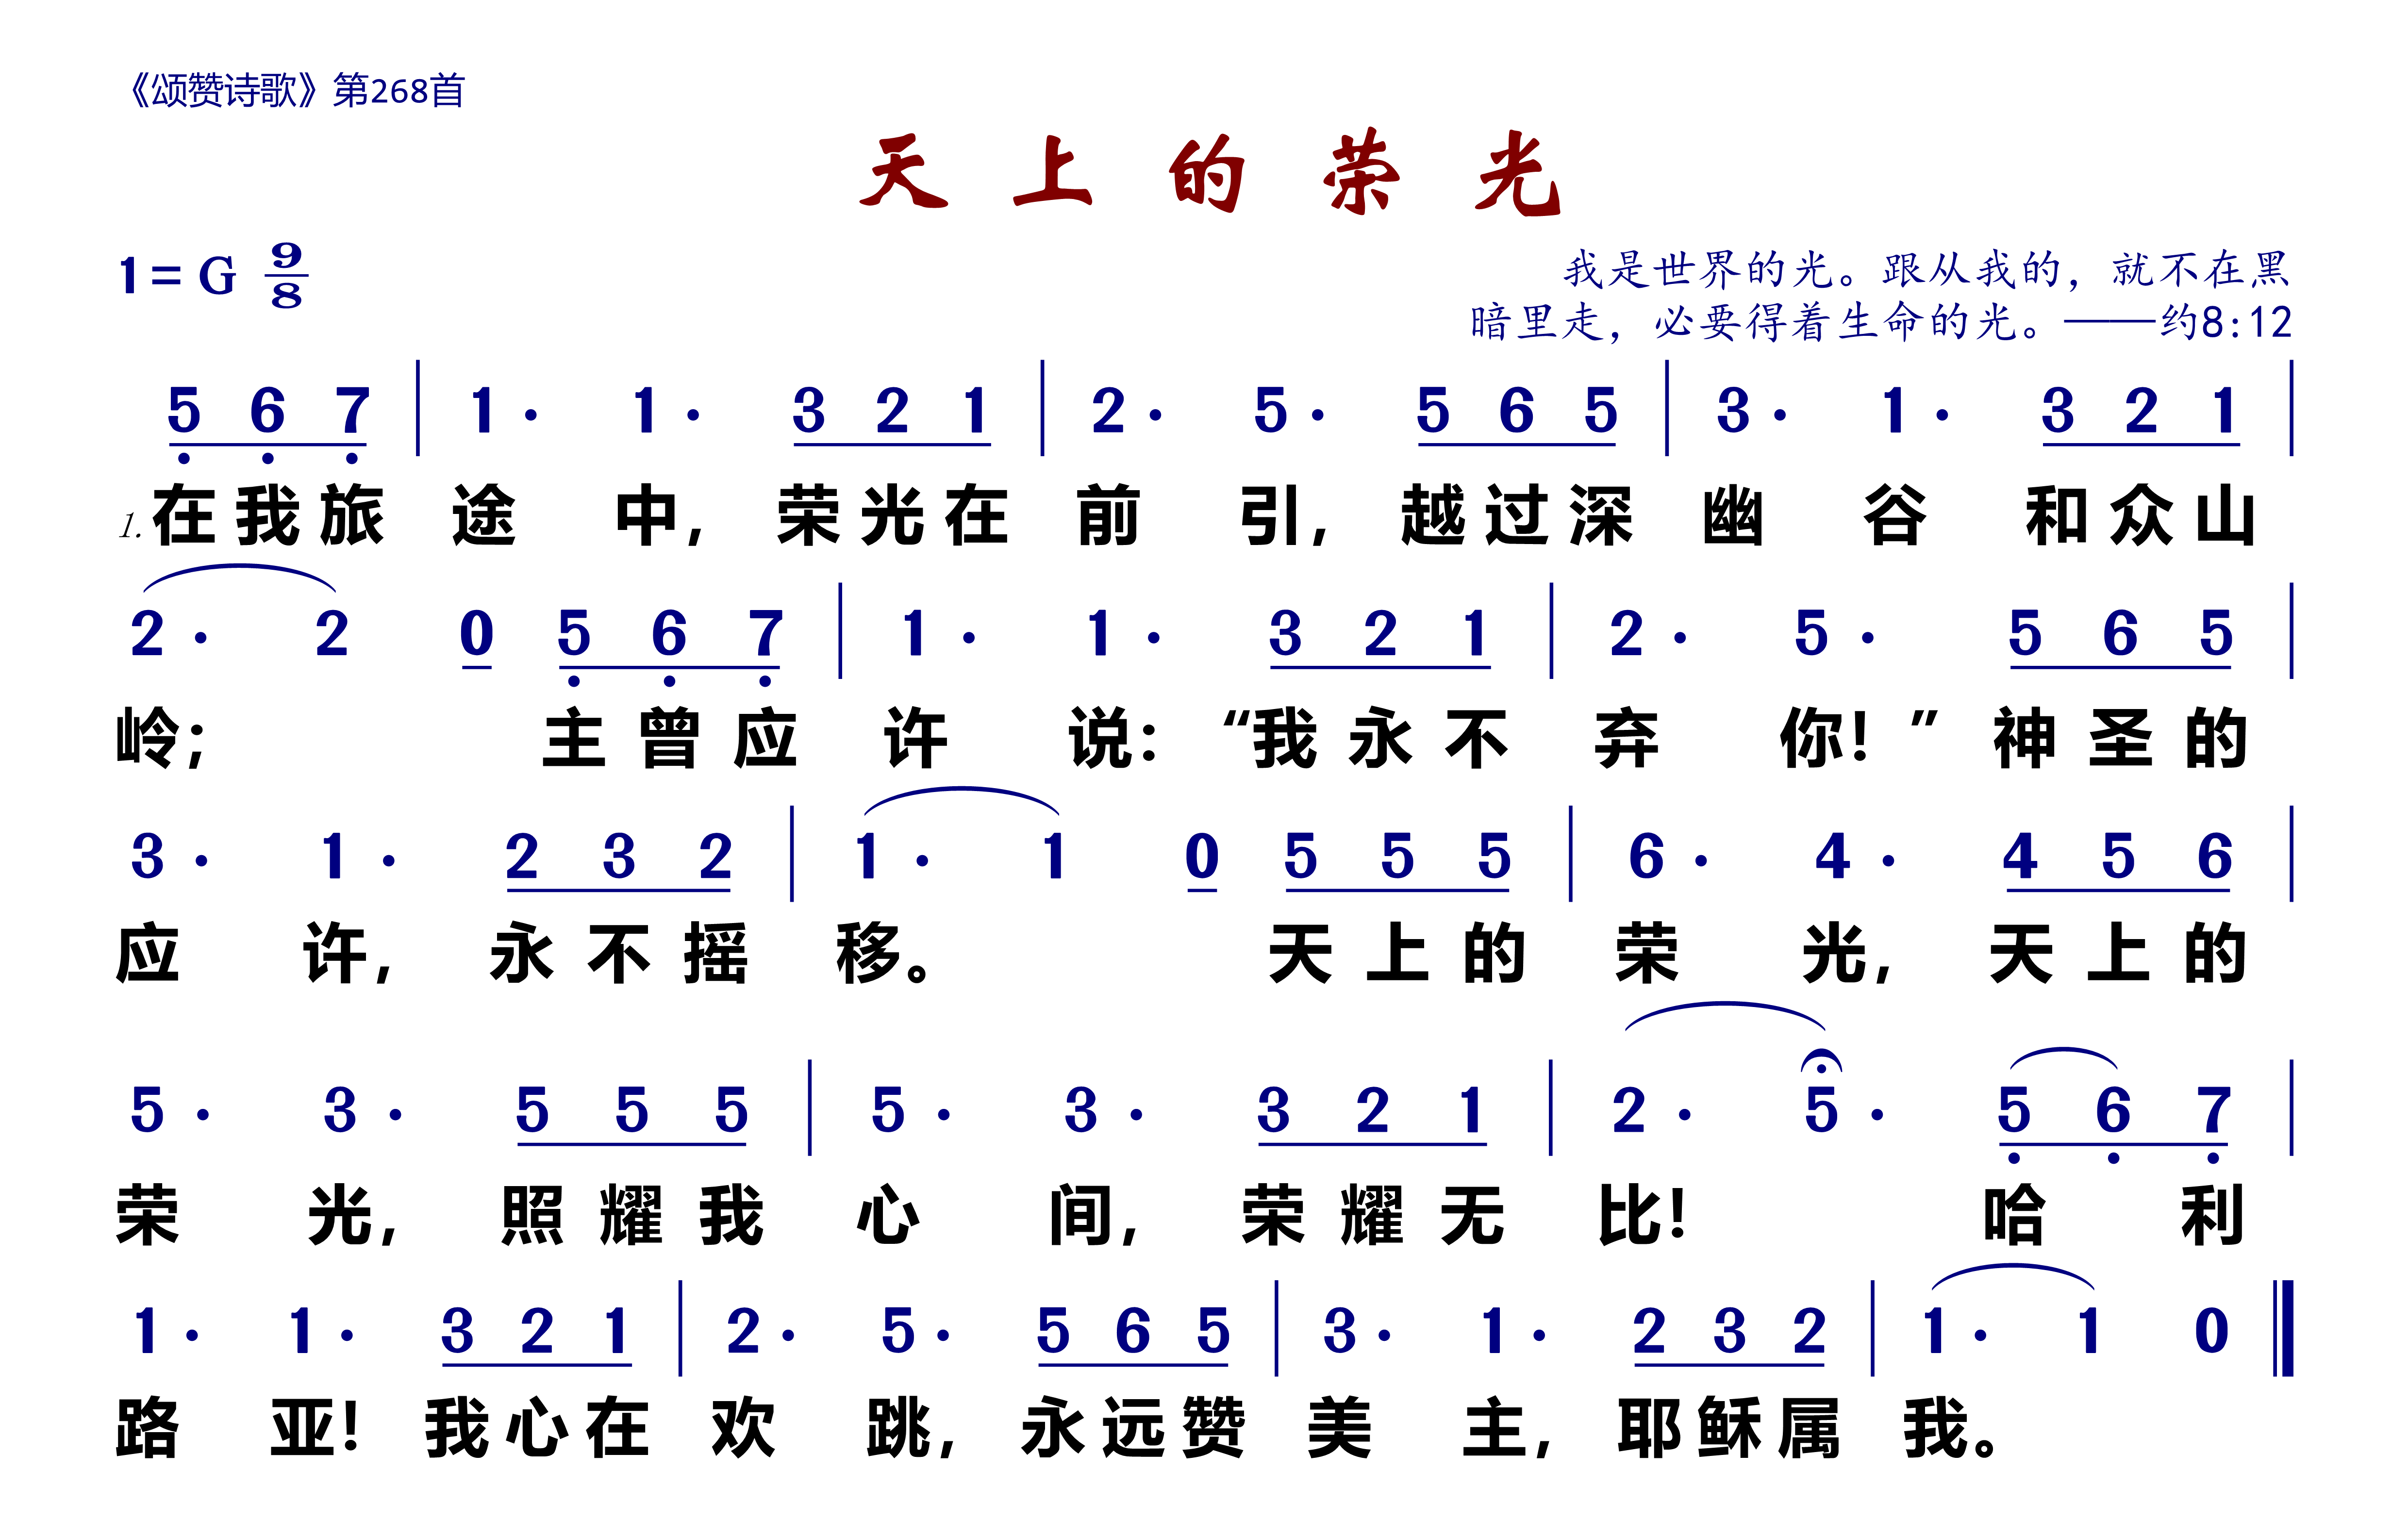 《颂赞诗歌》第268首
天上的荣光
1=G 9/8
我是世界的光。跟从我的，就不在黑
暗里走，必要得着生命的光。——约8:12
5 6 7 | 1 · 1 · 3 2 1 | 2 · 5 · 5 6 5 | 3 · 1 · 3 2 1 |
1.在我旅途中，荣光在前引，越过深幽谷和众山
2 · 2 0 5 6 7 | 1 · 1 · 3 2 1 | 2 · 5 · 5 6 5 |
岭；主曾应许说：“我永不弃你！”神圣的
3 · 1 · 2 3 2 | 1 · 1 0 5 5 5 | 6 · 4 · 4 5 6 |
应许，永不摇移。天上的荣光，天上的
5 · 3 · 5 5 5 | 5 · 3 · 3 2 1 | 2 · 5 · 5 6 7 |
荣光，照耀我心间，荣耀无比！哈利
1 · 1 · 3 2 1 | 2 · 5 · 5 6 5 | 3 · 1 · 2 3 2 | 1 · 1 0 ‖
路亚！我心在欢跳，永远赞美主，耶稣属我。